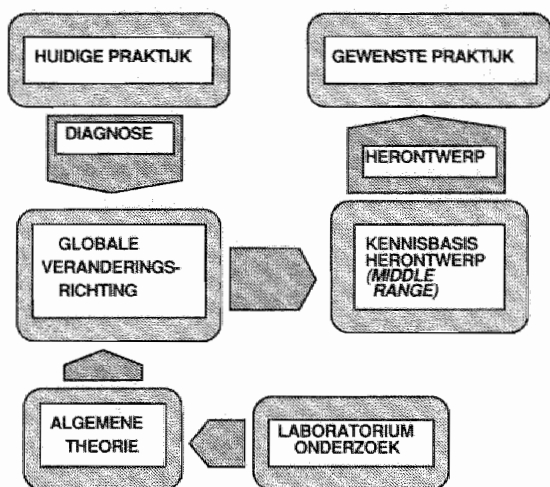 HUIDIGE PRAKTIJK
GEWENSTE PRAKTIJK
DIAGNOSE
HERONTWERP
GLOBALE
VERANDERINGS-
RICHTING
KENNISBASIS
HERONTWERP
(MIDDLE
RANGE)
ALGEMENE
THEORIE
LABORATORIUM
ONDERZOEK